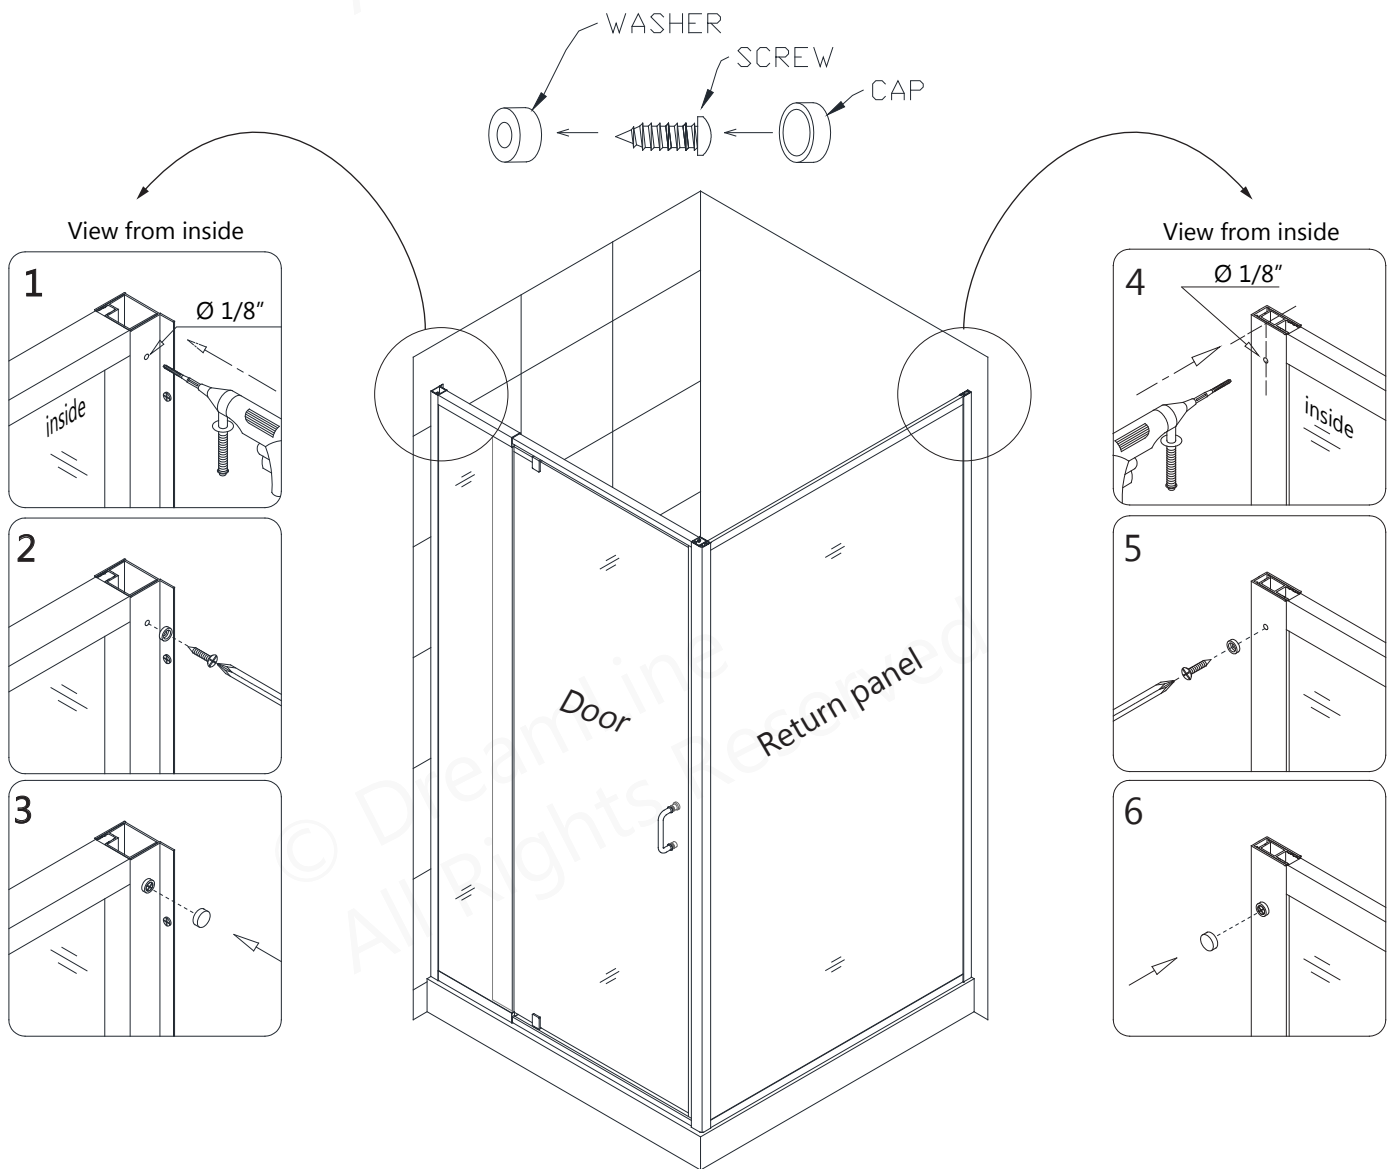 WASHER
SCREW
CAP
View from inside
1
Ø 1/8"
inside
2
3
View from inside
4
Ø 1/8"
inside
5
6
Door
Return panel
© DreamLine
All Rights Reserved